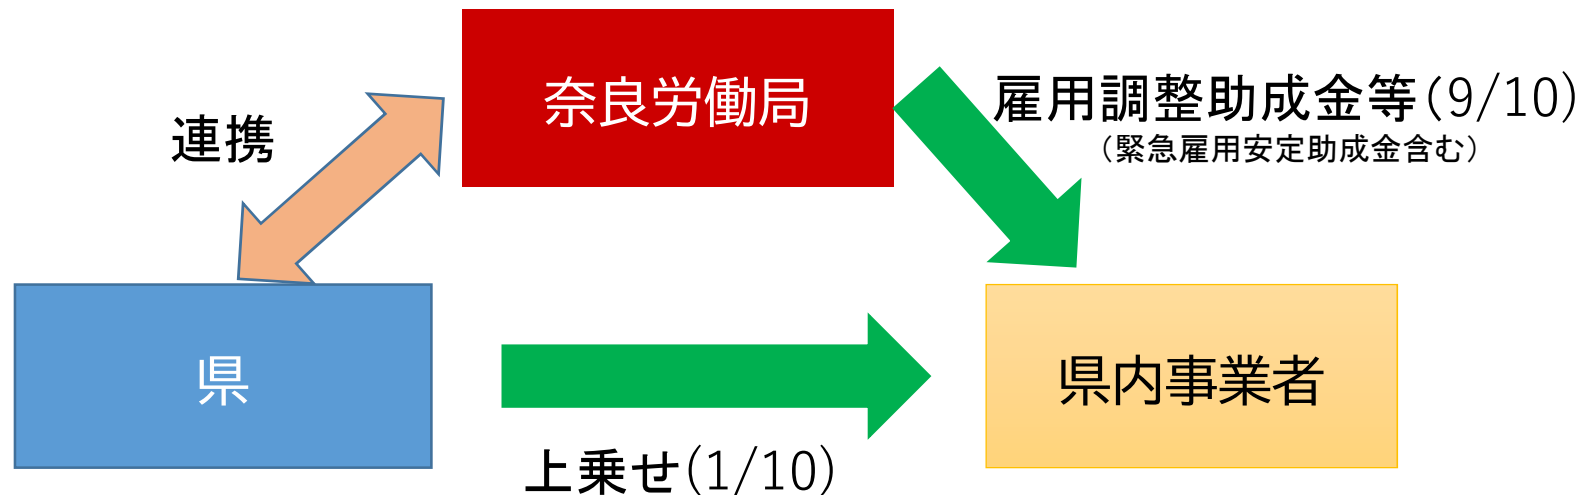 奈良労働局
雇用調整助成金等(9/10)
(緊急雇用安定助成金含む)
連携
県
県内事業者
上乗せ(1/10)